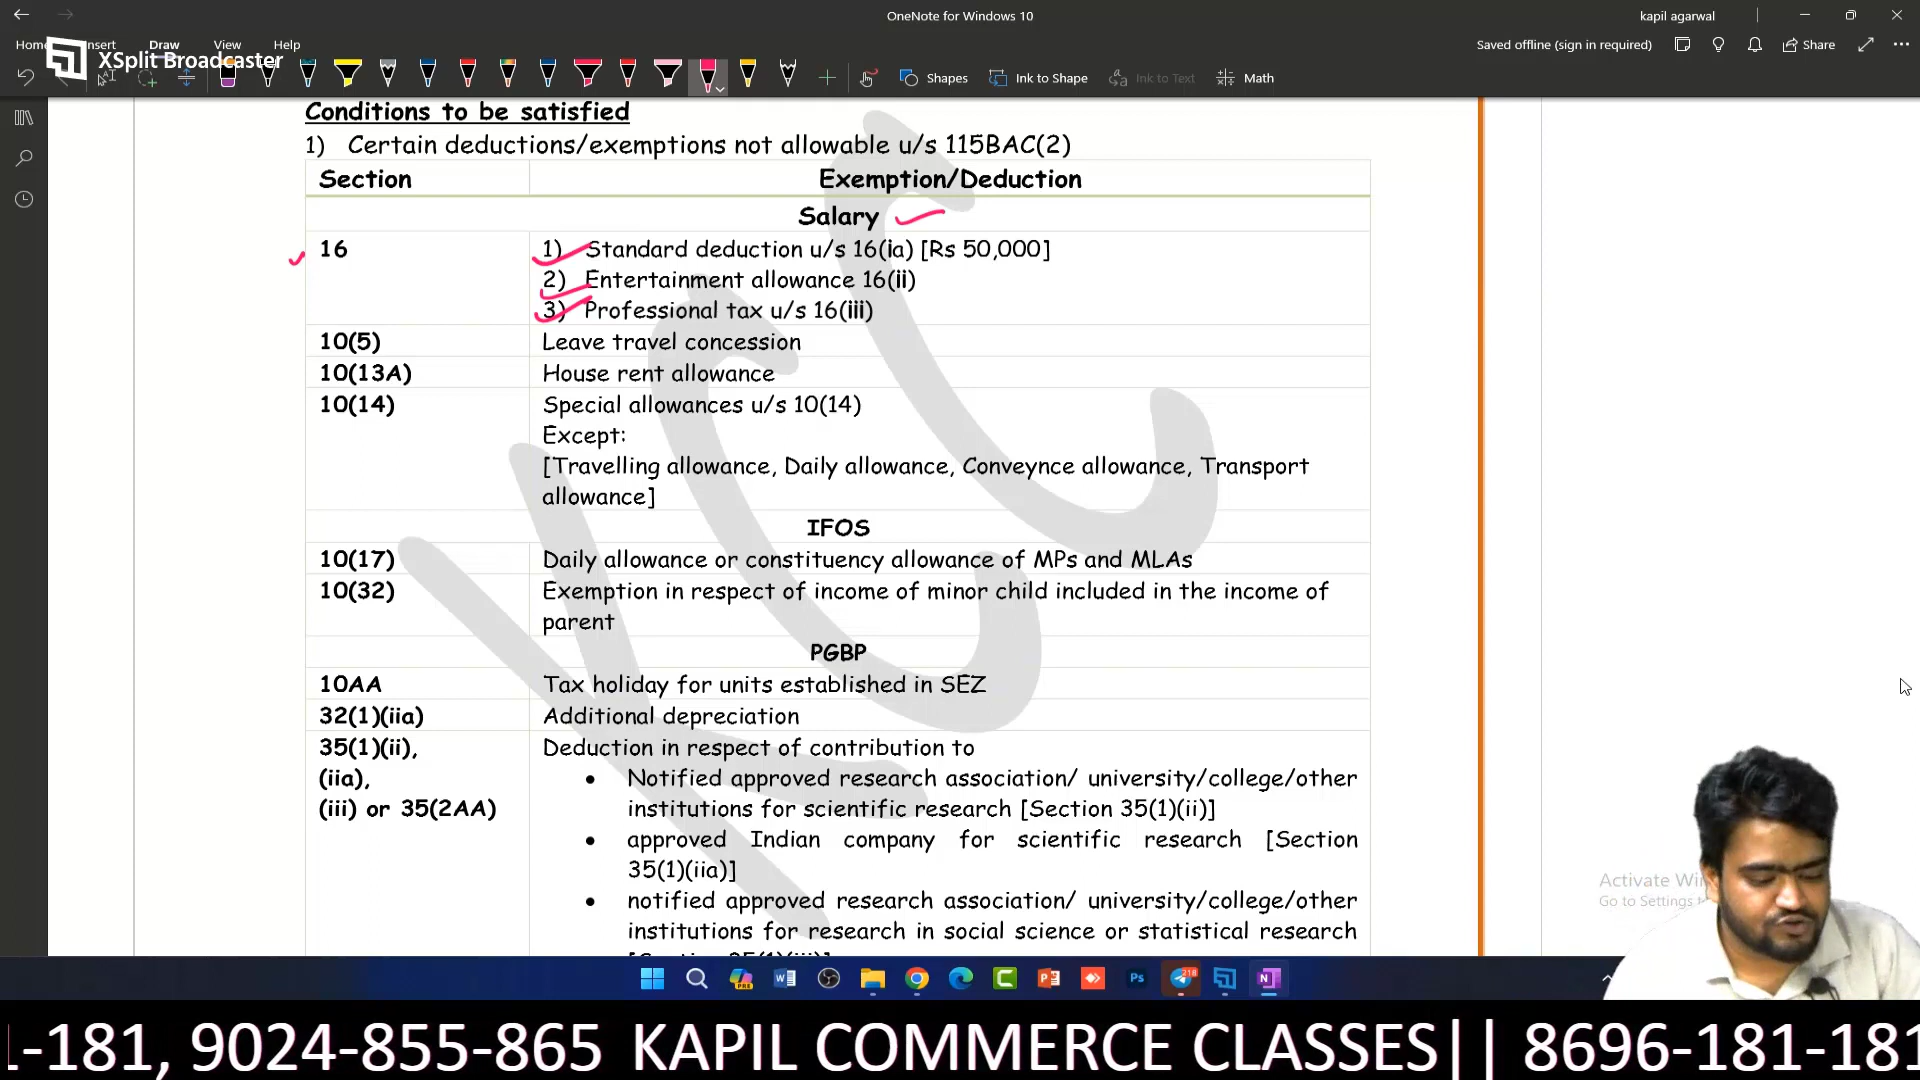 OneNote for Windows 10
kapil agarwal
Draw View Help
Saved offline (sign in required) Share
XSplit Broadcaster
Shapes Ink to Shape Ink to Text Math
Conditions to be satisfied
1) Certain deductions/exemptions not allowable u/s 115BAC(2)
Section Exemption/Deduction
Salary
16 1) Standard deduction u/s 16(ia) [Rs 50,000]
2) Entertainment allowance 16(ii)
3) Professional tax u/s 16(iii)
10(5) Leave travel concession
10(13A) House rent allowance
10(14) Special allowances u/s 10(14)
Except:
[Travelling allowance, Daily allowance, Conveynce allowance, Transport
allowance]
IFOS
10(17) Daily allowance or constituency allowance of MPs and MLAs
10(32) Exemption in respect of income of minor child included in the income of
parent
PGBP
10AA Tax holiday for units established in SEZ
32(1)(iia) Additional depreciation
35(1)(ii), Deduction in respect of contribution to
(iia), • Notified approved research association/ university/college/other
(iii) or 35(2AA) institutions for scientific research [Section 35(1)(ii)]
• approved Indian company for scientific research [Section
35(1)(iia)]
• notified approved research association/ university/college/other
institutions for research in social science or statistical research
KCC
Activate
Go to Settings
218
-181, 9024-855-865 KAPIL COMMERCE CLASSES|| 8696-181-181